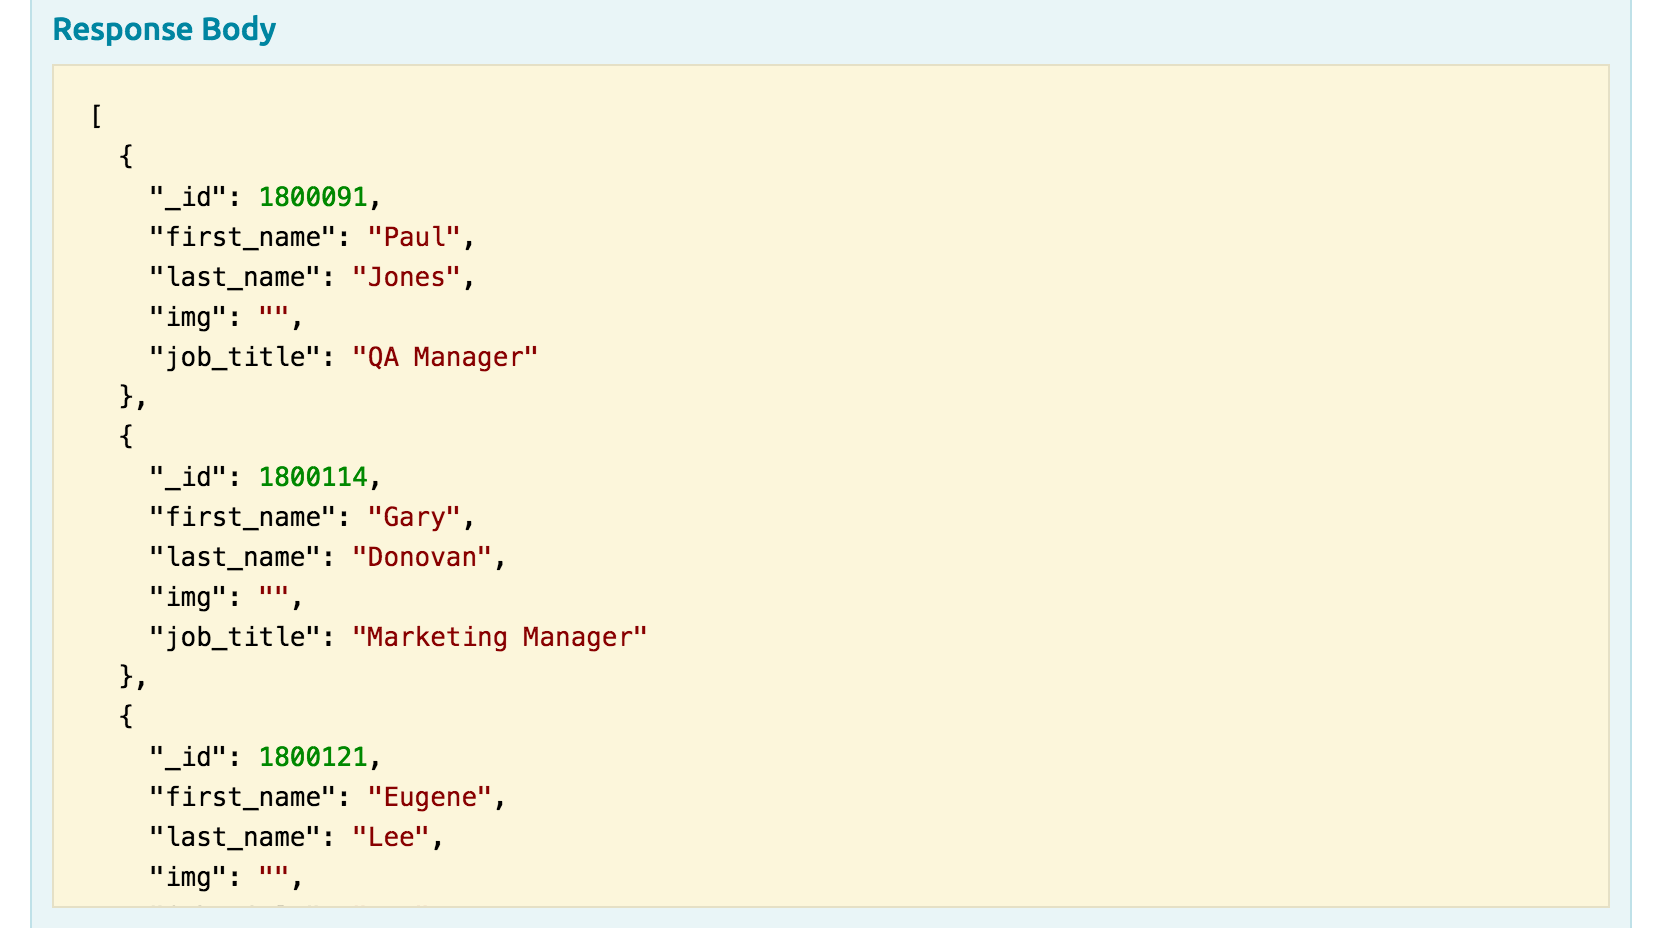 Response Body
[
{
"_id": 1800091,
"first_name": "Paul",
"last_name": "Jones",
"img": "",
"job_title": "QA Manager"
},
{
"_id": 1800114,
"first_name": "Gary",
"last_name": "Donovan",
"img": "",
"job_title": "Marketing Manager"
},
{
"_id": 1800121,
"first_name": "Eugene",
"last_name": "Lee",
"img": "",